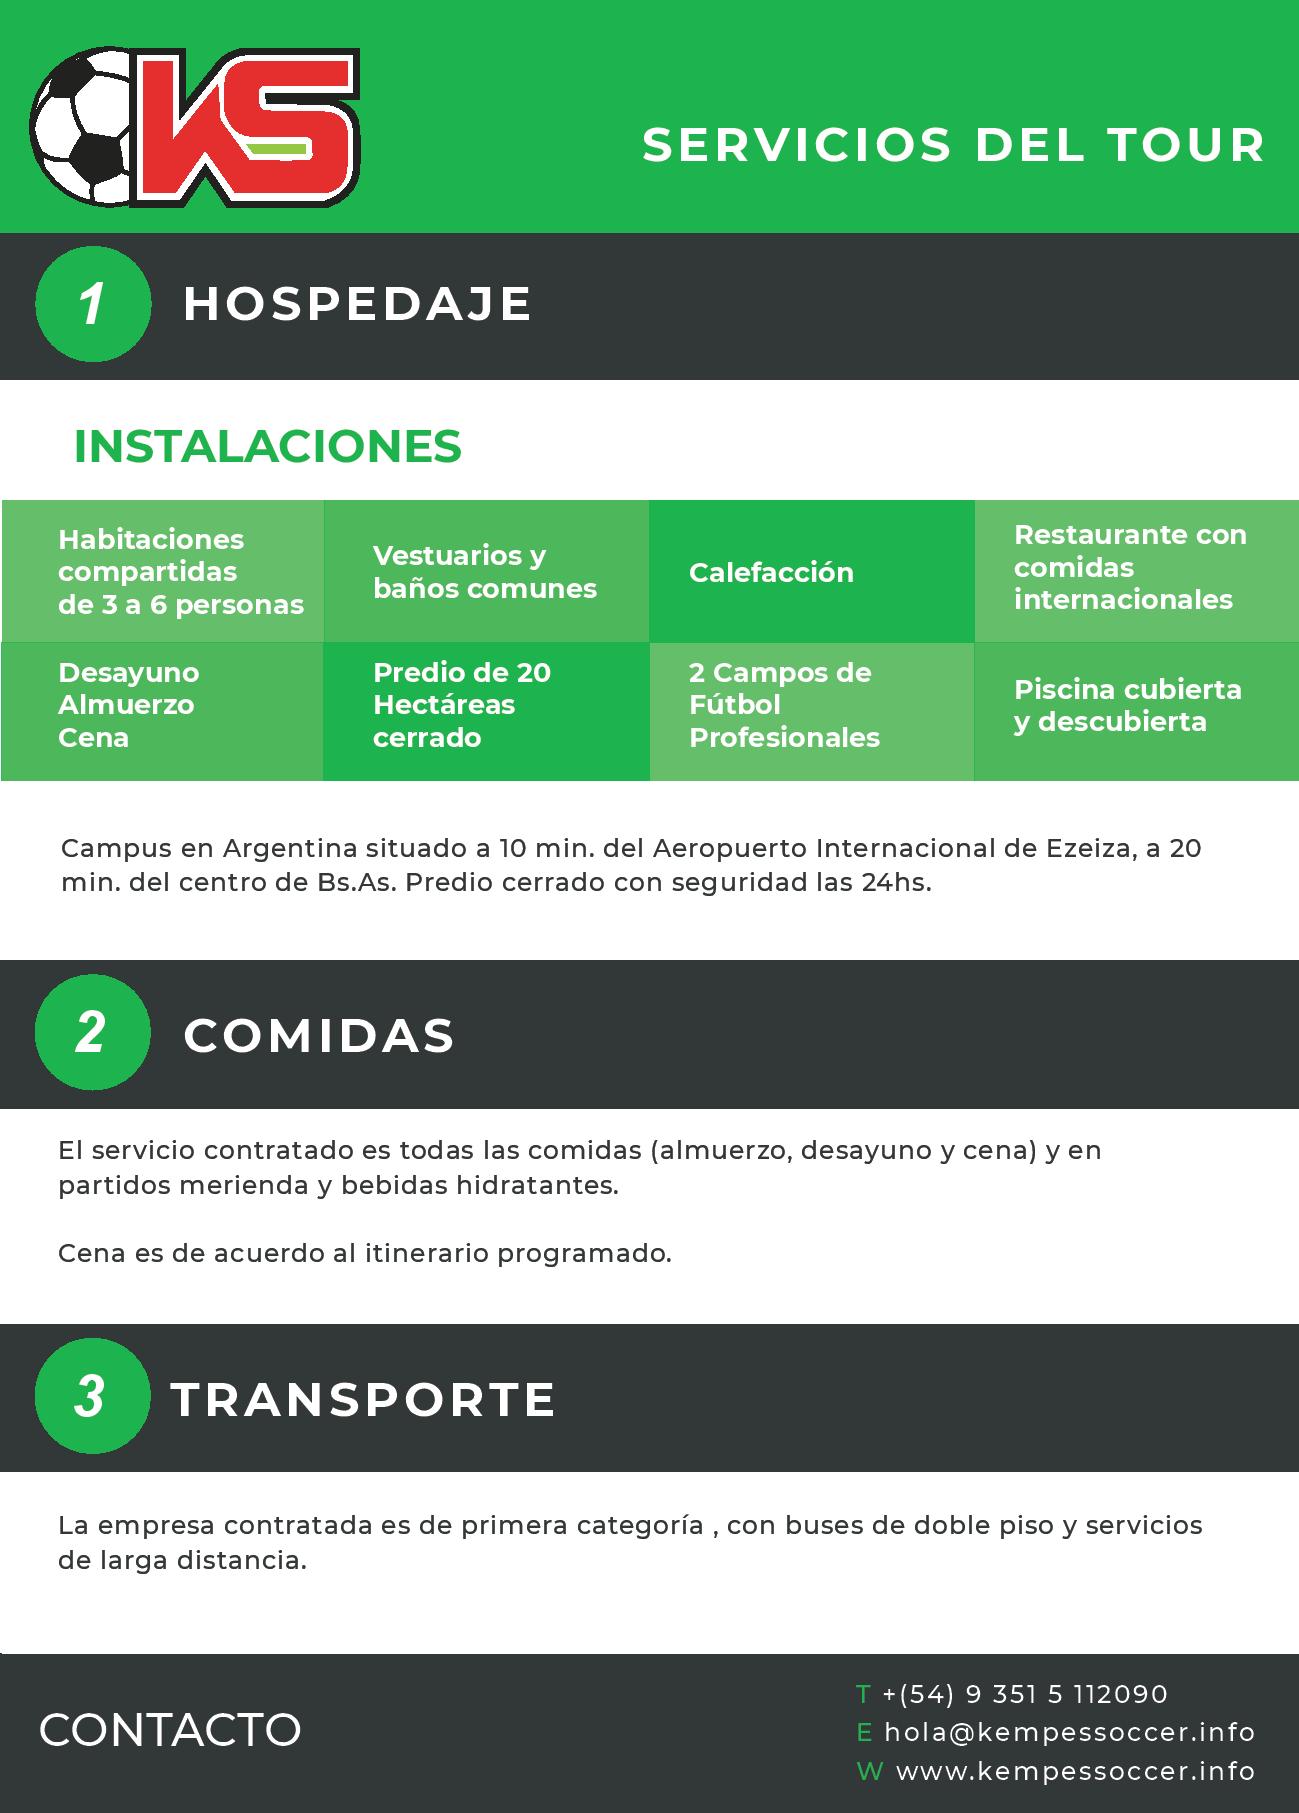 KS
SERVICIOS DEL TOUR
1
HOSPEDAJE
INSTALACIONES
Habitaciones
compartidas
de 3 a 6 personas
Vestuarios y
baños comunes
Calefacción
Restaurante con
comidas
internacionales
Desayuno
Almuerzo
Cena
Predio de 20
Hectáreas
cerrado
2 Campos de
Fútbol
Profesionales
Piscina cubierta
y descubierta
Campus en Argentina situado a 10 min. del Aeropuerto Internacional de Ezeiza, a 20
min. del centro de Bs.As. Predio cerrado con seguridad las 24hs.
2
COMIDAS
El servicio contratado es todas las comidas (almuerzo, desayuno y cena) y en
partidos merienda y bebidas hidratantes.
Cena es de acuerdo al itinerario programado.
3
TRANSPORTE
La empresa contratada es de primera categoría , con buses de doble piso y servicios
de larga distancia.
CONTACTO
T +(54) 9 351 5 112090
E hola@kempessoccer.info
W www.kempessoccer.info